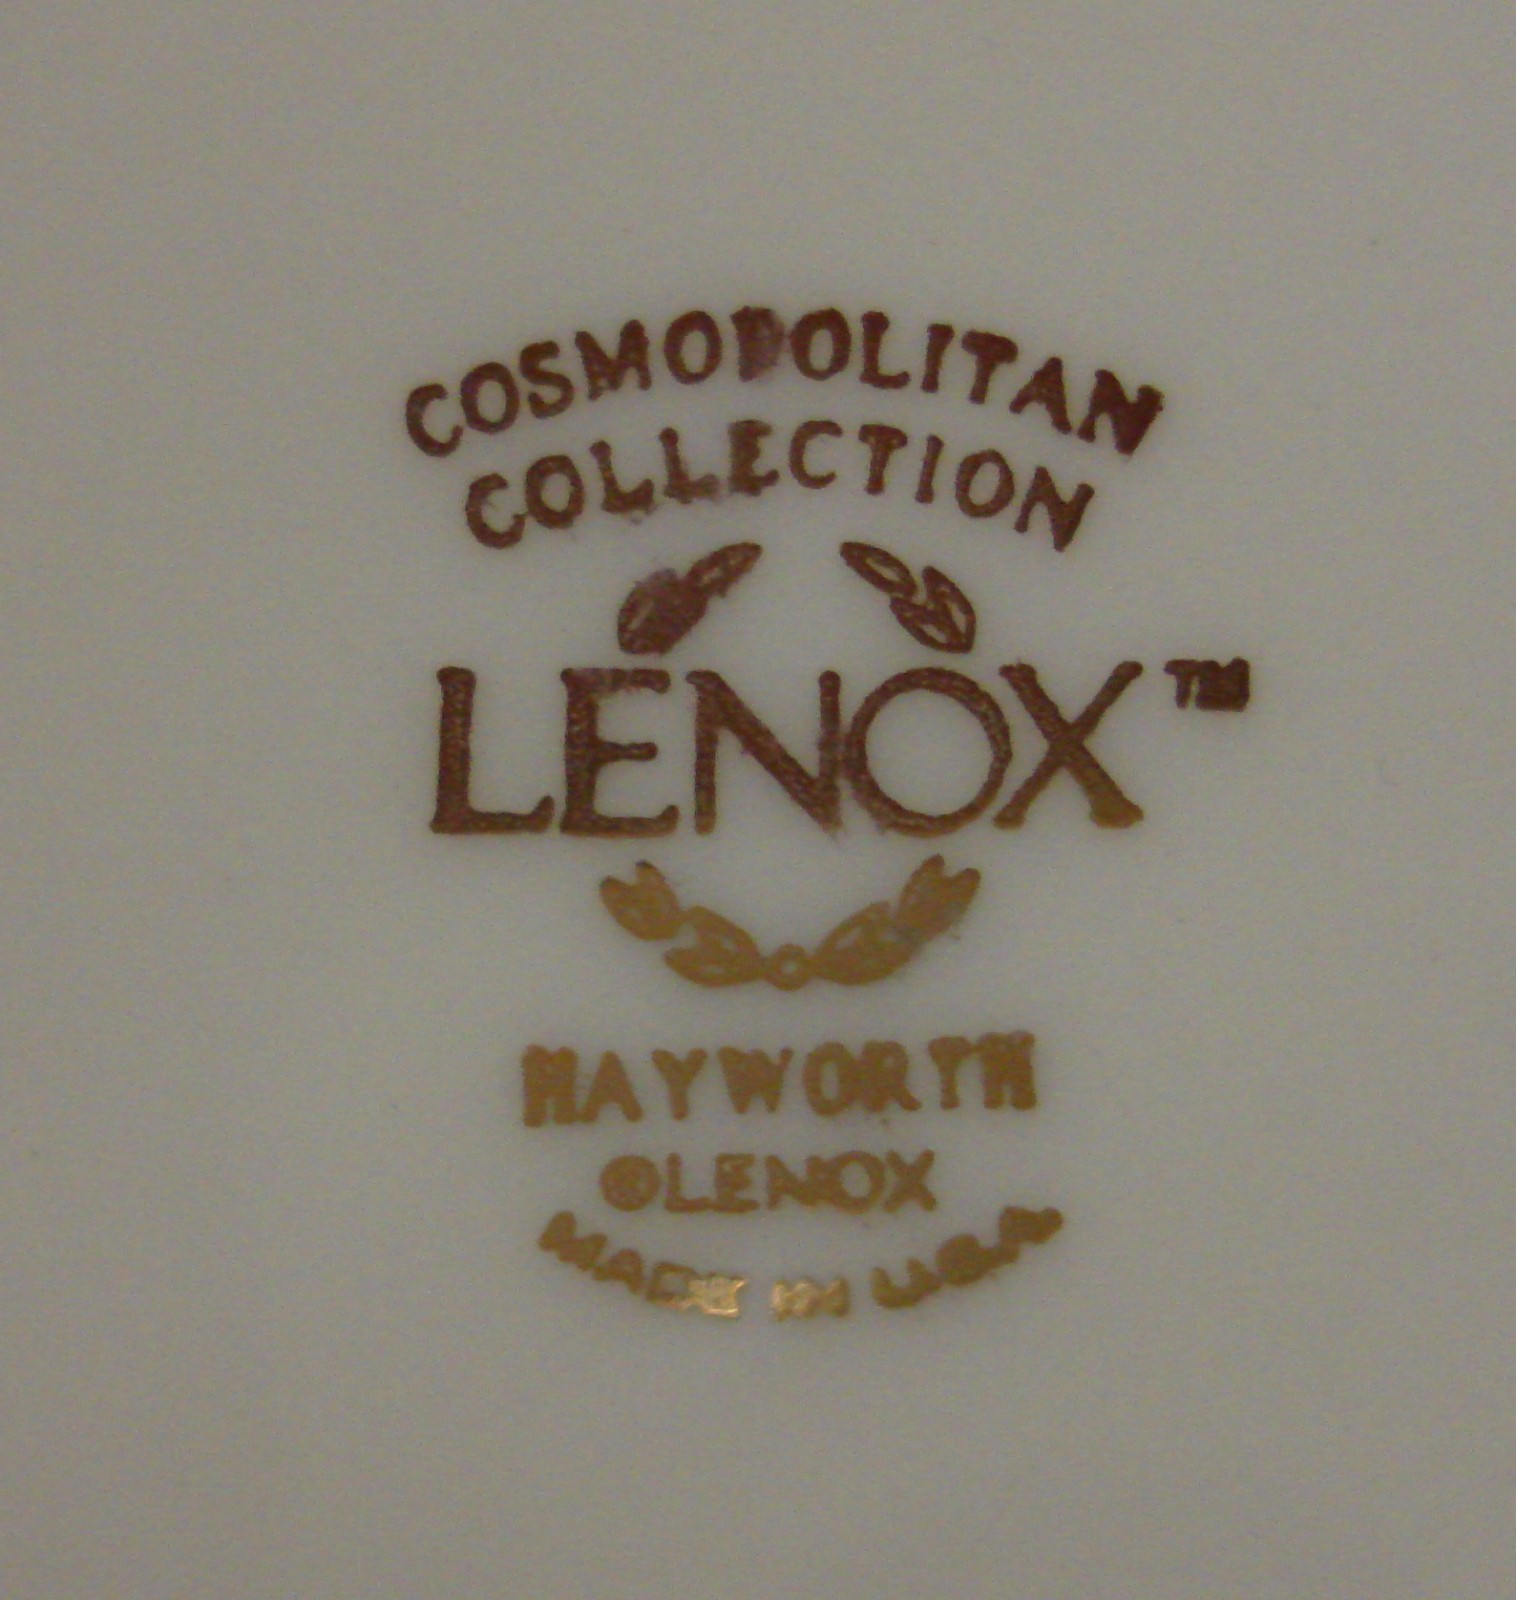 COSMOPOLITAN
COLLECTION
LENOX™
HAYWORTH
©LENOX
MADE IN U.S.A.